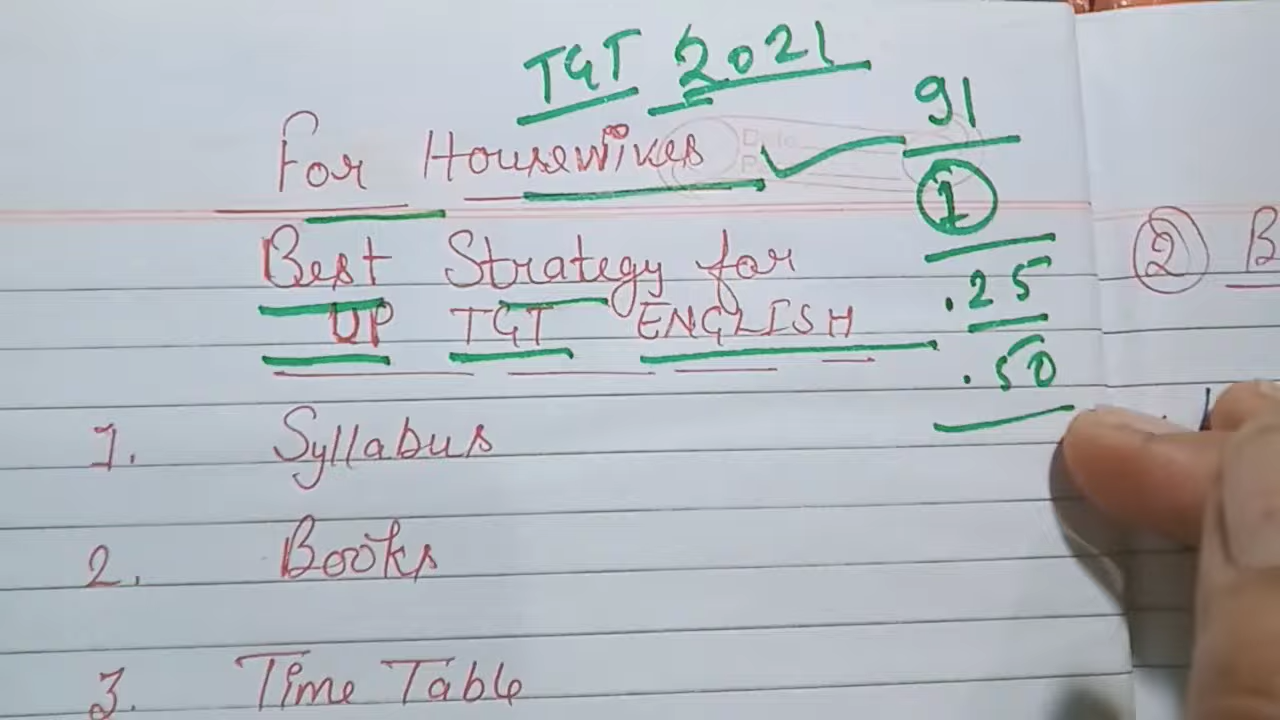 TGT 2021
91
For Housewives
1
Best Strategy for
.25
UP TGT ENGLISH
.50
2 B
1. Syllabus
2. Books
3. Time Table